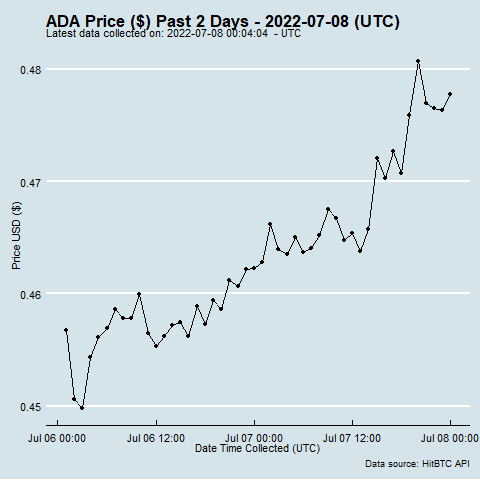 ADA Price ($) Past 2 Days - 2022-07-08 (UTC)
Latest data collected on: 2022-07-08 00:04:04  - UTC
0.48
0.47
0.46
0.45
Price USD ($)
Jul 06 00:00
Jul 06 12:00
Jul 07 00:00
Jul 07 12:00
Jul 08 00:00
Date Time Collected (UTC)
Data source: HitBTC API